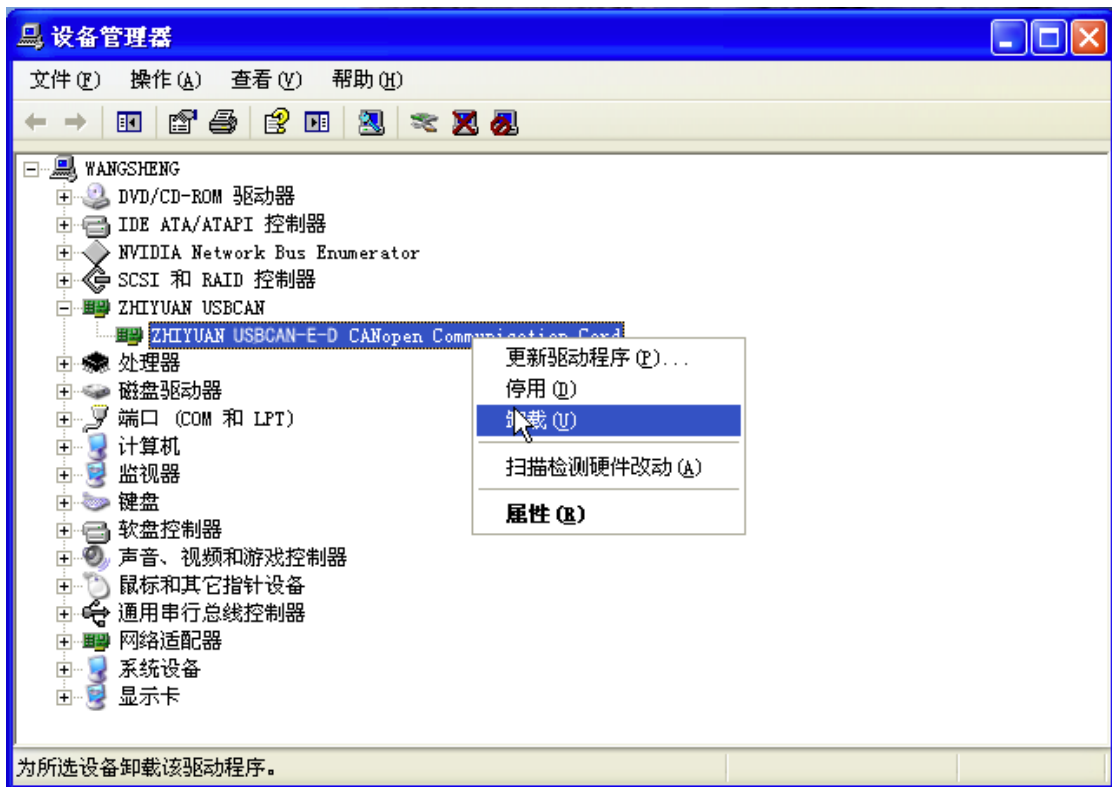 设备管理器
文件(F) 操作(A) 查看(V) 帮助(H)
WANGSHENG
DVD/CD-ROM 驱动器
IDE ATA/ATAPI 控制器
NVIDIA Network Bus Enumerator
SCSI 和 RAID 控制器
ZHIYUAN USBCAN
ZHIYUAN USBCAN-E-D CANopen Communication Card
处理器
磁盘驱动器
端口 (COM 和 LPT)
计算机
监视器
键盘
软盘控制器
声音、视频和游戏控制器
鼠标和其它指针设备
通用串行总线控制器
网络适配器
系统设备
显示卡
更新驱动程序(P)...
停用(D)
卸载(U)
扫描检测硬件改动(A)
属性(R)
为所选设备卸载该驱动程序。